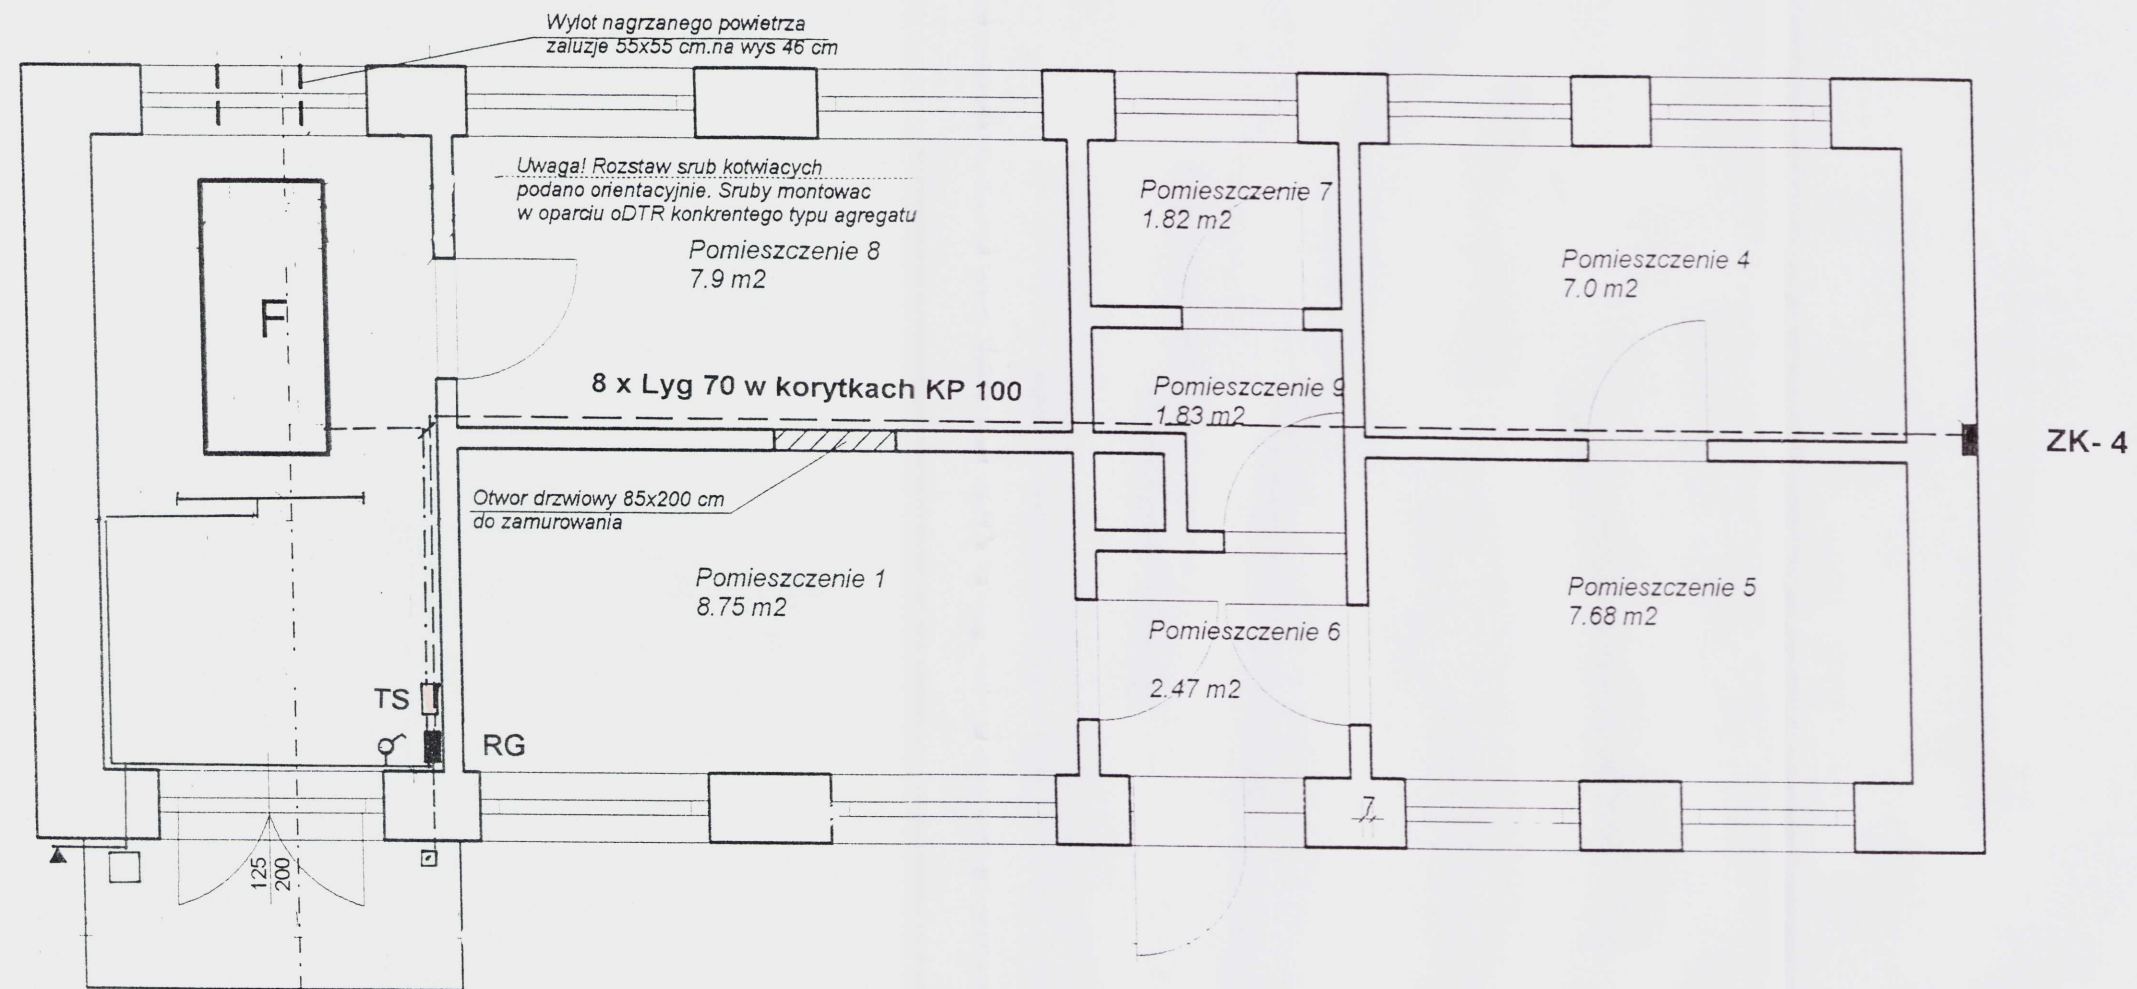 Wylot nagrzanego powietrza
zaluzje 55x55 cm.na wys 46 cm
Uwaga! Rozstaw srub kotwiacych
podano orientacyjnie. Sruby montowac
w oparciu oDTR konkrentego typu agregatu
Pomieszczenie 8
7.9 m2
Pomieszczenie 7
1.82 m2
Pomieszczenie 4
7.0 m2
F
8 x Lyg 70 w korytkach KP 100
Pomieszczenie 9
1.83 m2
ZK- 4
Otwor drzwiowy 85x200 cm
do zamurowania
Pomieszczenie 1
8.75 m2
Pomieszczenie 5
7.68 m2
Pomieszczenie 6
2.47 m2
TS
RG
7
125
200